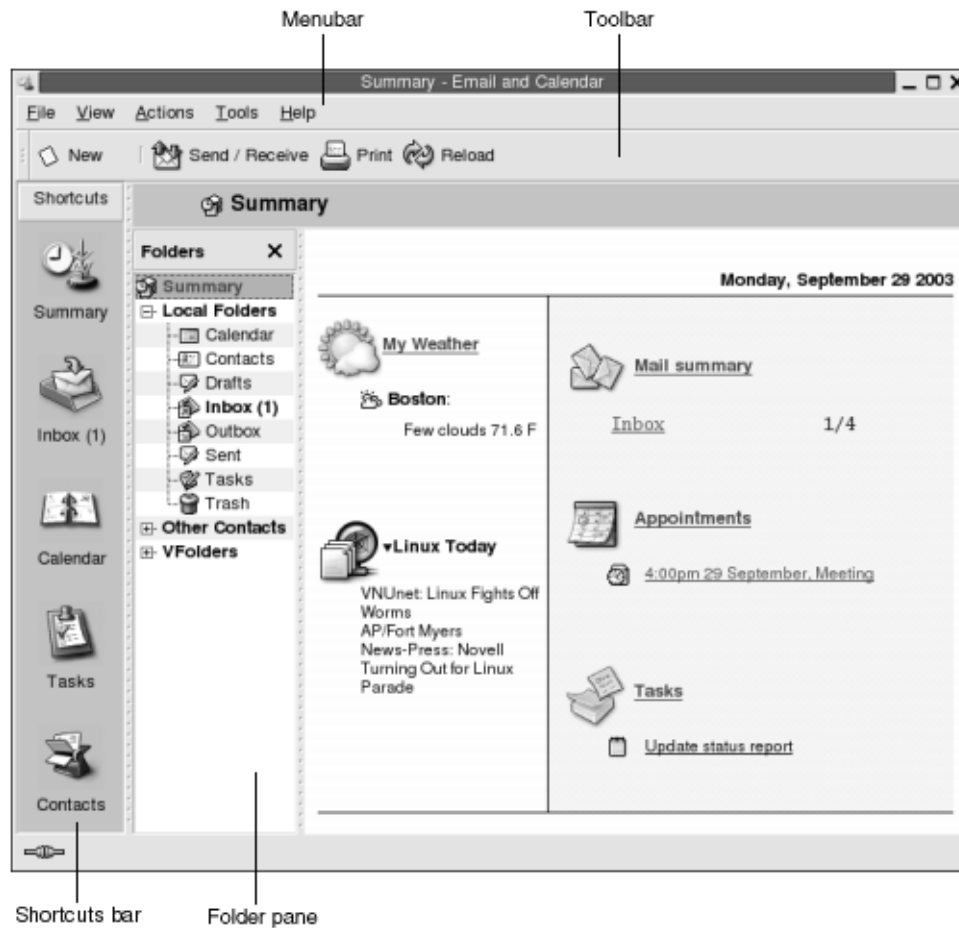 Menubar Toolbar
Summary - Email and Calendar
File View Actions Tools Help
New Send / Receive Print Reload
Shortcuts
Summary
Inbox (1)
Calendar
Tasks
Contacts
Summary
Folders
Summary
Local Folders
Calendar
Contacts
Drafts
Inbox (1)
Outbox
Sent
Tasks
Trash
Other Contacts
VFolders
Monday, September 29 2003
My Weather
Boston:
Few clouds 71.6 F
Linux Today
VNUnet: Linux Fights Off
Worms
AP/Fort Myers
News-Press: Novell
Turning Out for Linux
Parade
Mail summary
Inbox 1/4
Appointments
4:00pm 29 September, Meeting
Tasks
Update status report
Shortcuts bar Folder pane